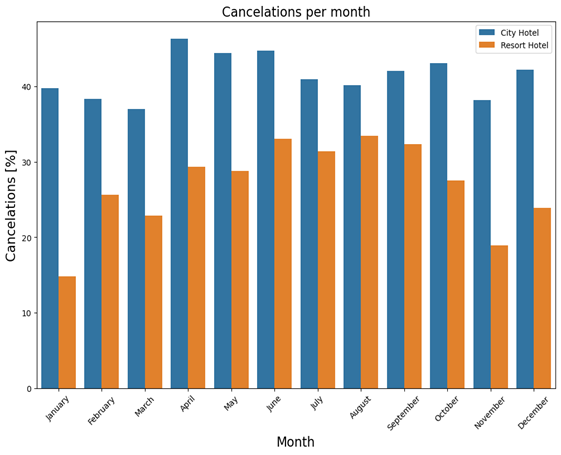 Cancelations per month
City Hotel
Resort Hotel
Cancelations [%]
40
30
20
10
0
January
February
March
April
May
June
July
August
September
October
November
December
Month